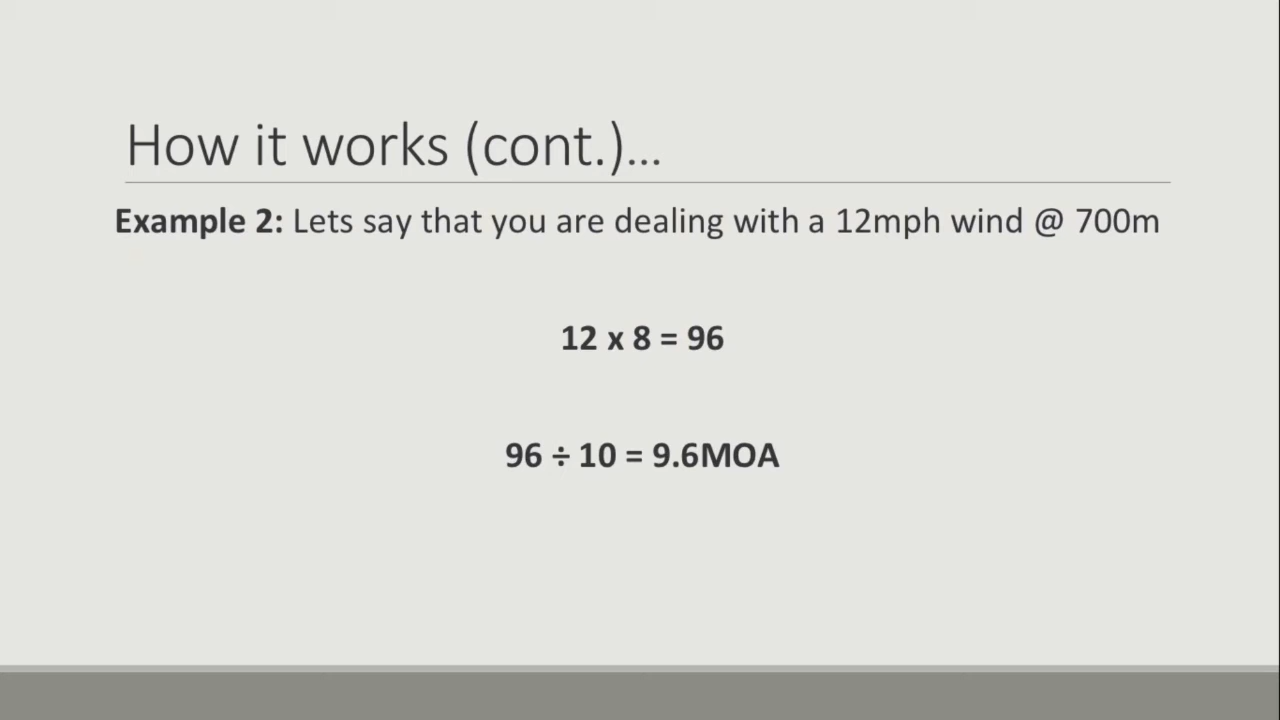 How it works (cont.)...
Example 2: Lets say that you are dealing with a 12mph wind @ 700m
12 x 8 = 96
96 ÷ 10 = 9.6MOA